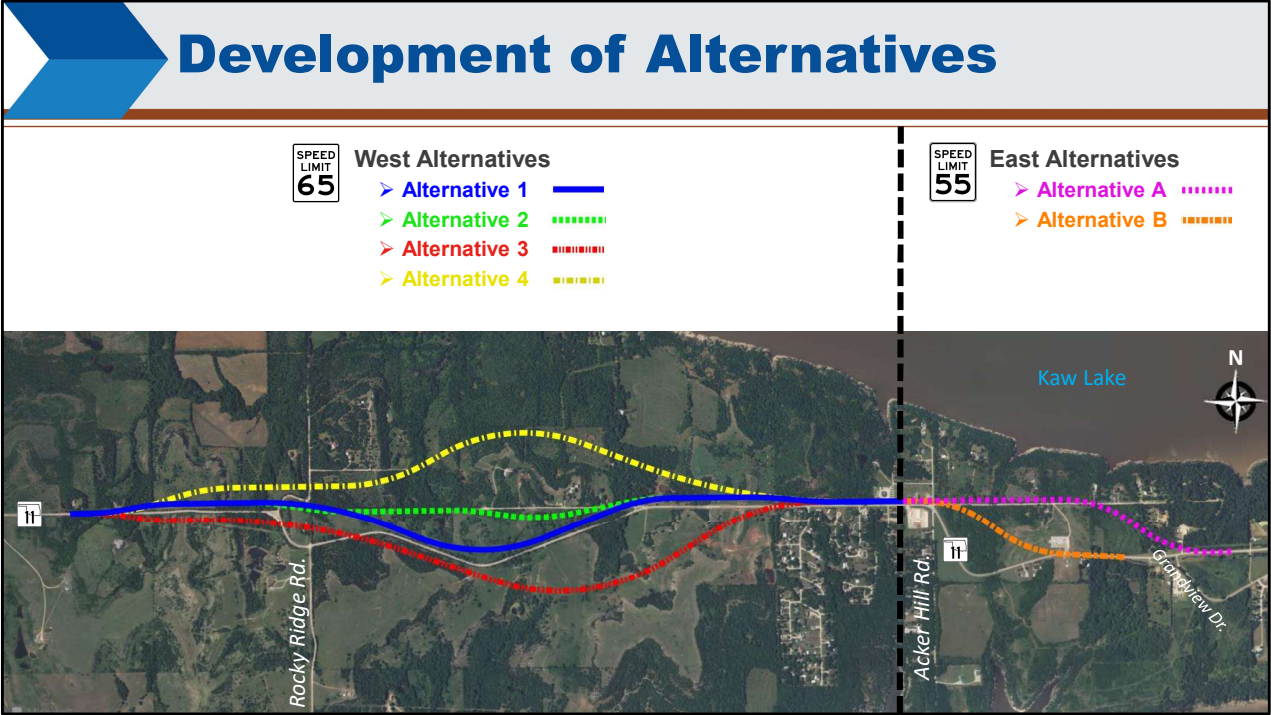 Development of Alternatives
SPEED
LIMIT
65
West Alternatives
➢ Alternative 1
➢ Alternative 2
➢ Alternative 3
➢ Alternative 4
SPEED
LIMIT
55
East Alternatives
➢ Alternative A
➢ Alternative B
N
Kaw Lake
11
11
Rocky Ridge Rd.
Acker Hill Rd.
Grandview Dr.